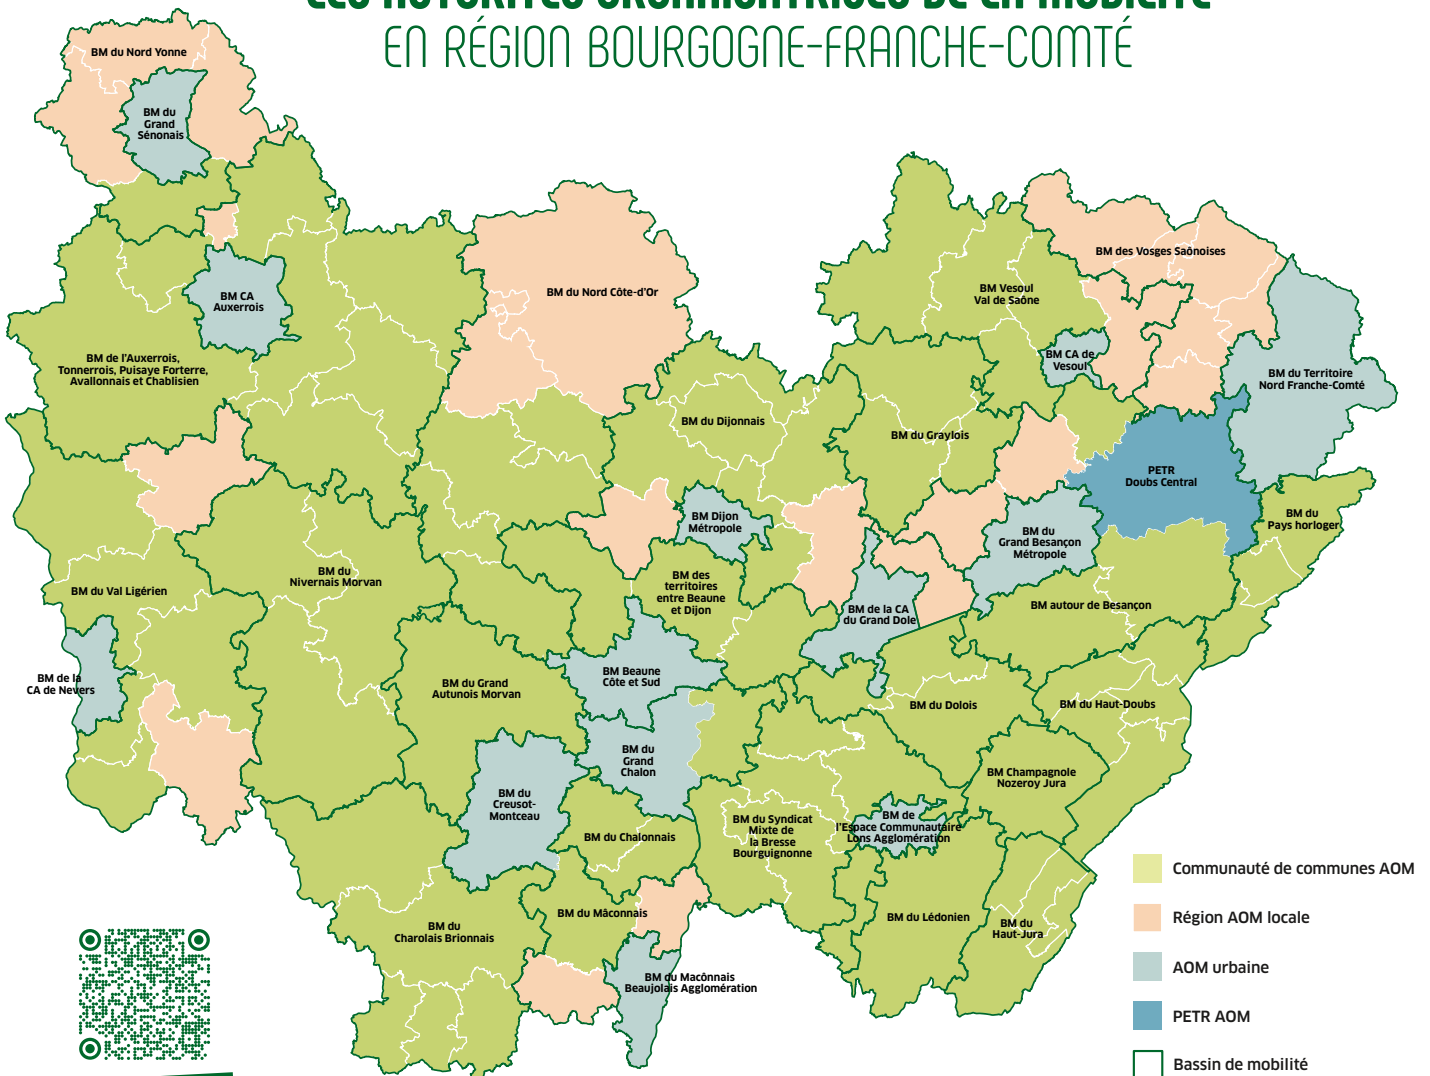 LES AUTORITÉS ORGANISATRICES DE LA MOBILITÉ
EN RÉGION BOURGOGNE-FRANCHE-COMTÉ
BM du Nord Yonne
BM du
Grand
Sénonais
BM CA
Auxerrois
BM de l'Auxerrois,
Tonnerrois, Puisaye Forterre,
Avallonnais et Chablisien
BM du Nord Côte-d'Or
BM des Vosges Saônoises
BM Vesoul
Val de Saône
BM CA de
Vesoul
BM du Territoire
Nord Franche-Comté
BM du Dijonnais
BM du Graylois
PETR
Doubs Central
BM Dijon
Métropole
BM du
Grand Besançon
Métropole
BM du
Pays horloger
BM du
Nivernais Morvan
BM du Val Ligérien
BM des
territoires
entre Beaune
et Dijon
BM de la CA
du Grand Dole
BM autour de Besançon
BM de la
CA de Nevers
BM du Grand
Autunois Morvan
BM Beaune
Côte et Sud
BM du Dolois
BM du Haut-Doubs
BM du
Grand
Chalon
BM Champagnole
Nozeroy Jura
BM du
Creusot-
Montceau
BM du Chalonnais
BM du Syndicat
Mixte de
la Bresse
Bourguignonne
BM de
l'Espace Communautaire
Lons Agglomération
BM du Mâconnais
BM du
Charolais Brionnais
BM du Lédonien
BM du
Haut-Jura
BM du Macônnais
Beaujolais Agglomération
Communauté de communes AOM
Région AOM locale
AOM urbaine
PETR AOM
Bassin de mobilité